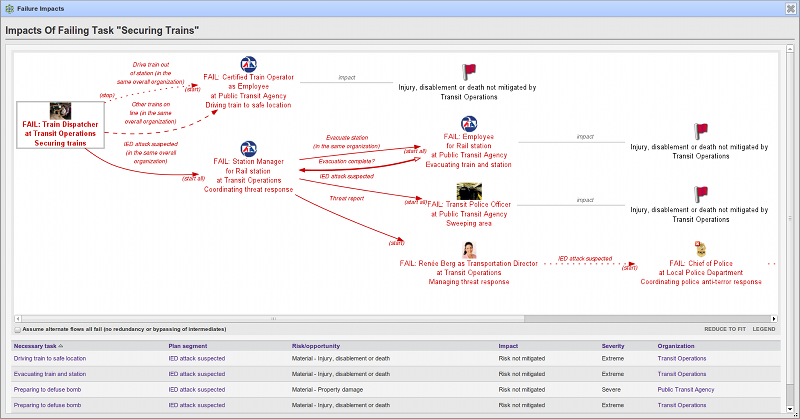 Failure Impacts
Impacts Of Failing Task "Securing Trains"
Drive train out
of station (in the
same overall organization)
(stop)
(start)
FAIL: Certified Train Operator
as Employee
at Public Transit Agency
Driving train to safe location
impact
Injury, disablement or death not mitigated by
Transit Operations
Other trains on
line (in the same
overall organization)
FAIL: Train Dispatcher
at Transit Operations
Securing trains
IED attack suspected
(in the same overall
organization)
(start all)
FAIL: Station Manager
for Rail station
at Transit Operations
Coordinating threat response
Evacuate station
(in the same organization)
(start all)
Evacuation complete?
FAIL: Employee
for Rail station
at Public Transit Agency
Evacuating train and station
impact
Injury, disablement or death not mitigated by
Transit Operations
IED attack suspected
(start all)
FAIL: Transit Police Officer
at Public Transit Agency
Sweeping area
impact
Injury, disablement or death not mitigated by
Transit Operations
Threat report
(start)
FAIL: Renée Berg as Transportation Director
at Transit Operations
Managing threat response
IED attack suspected
(start)
FAIL: Chief of Police
at Local Police Department
Coordinating police anti-terror response
Assume alternate flows all fail (no redundancy or bypassing of intermediates)
REDUCE TO FIT LEGEND
Necessary task Plan segment Risk/opportunity Impact Severity Organization
Driving train to safe location IED attack suspected Material - Injury, disablement or death Risk not mitigated Extreme Transit Operations
Evacuating train and station IED attack suspected Material - Injury, disablement or death Risk not mitigated Extreme Transit Operations
Preparing to defuse bomb IED attack suspected Material - Property damage Risk not mitigated Severe Public Transit Agency
Preparing to defuse bomb IED attack suspected Material - Injury, disablement or death Risk not mitigated Extreme Transit Operations